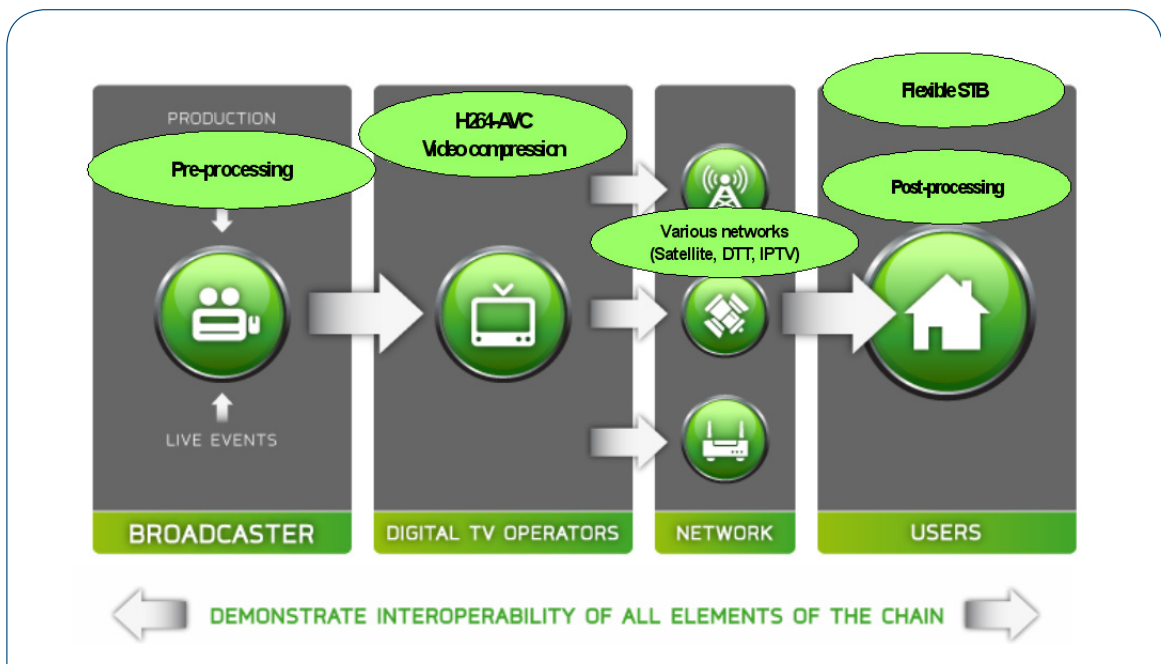 PRODUCTION
Pre-processing
LIVE EVENTS
BROADCASTER
H264-AVC
Video compression
DIGITAL TV OPERATORS
Various networks
(Satellite, DTT, IPTV)
NETWORK
Flexible STB
Post-processing
USERS
DEMONSTRATE INTEROPERABILITY OF ALL ELEMENTS OF THE CHAIN